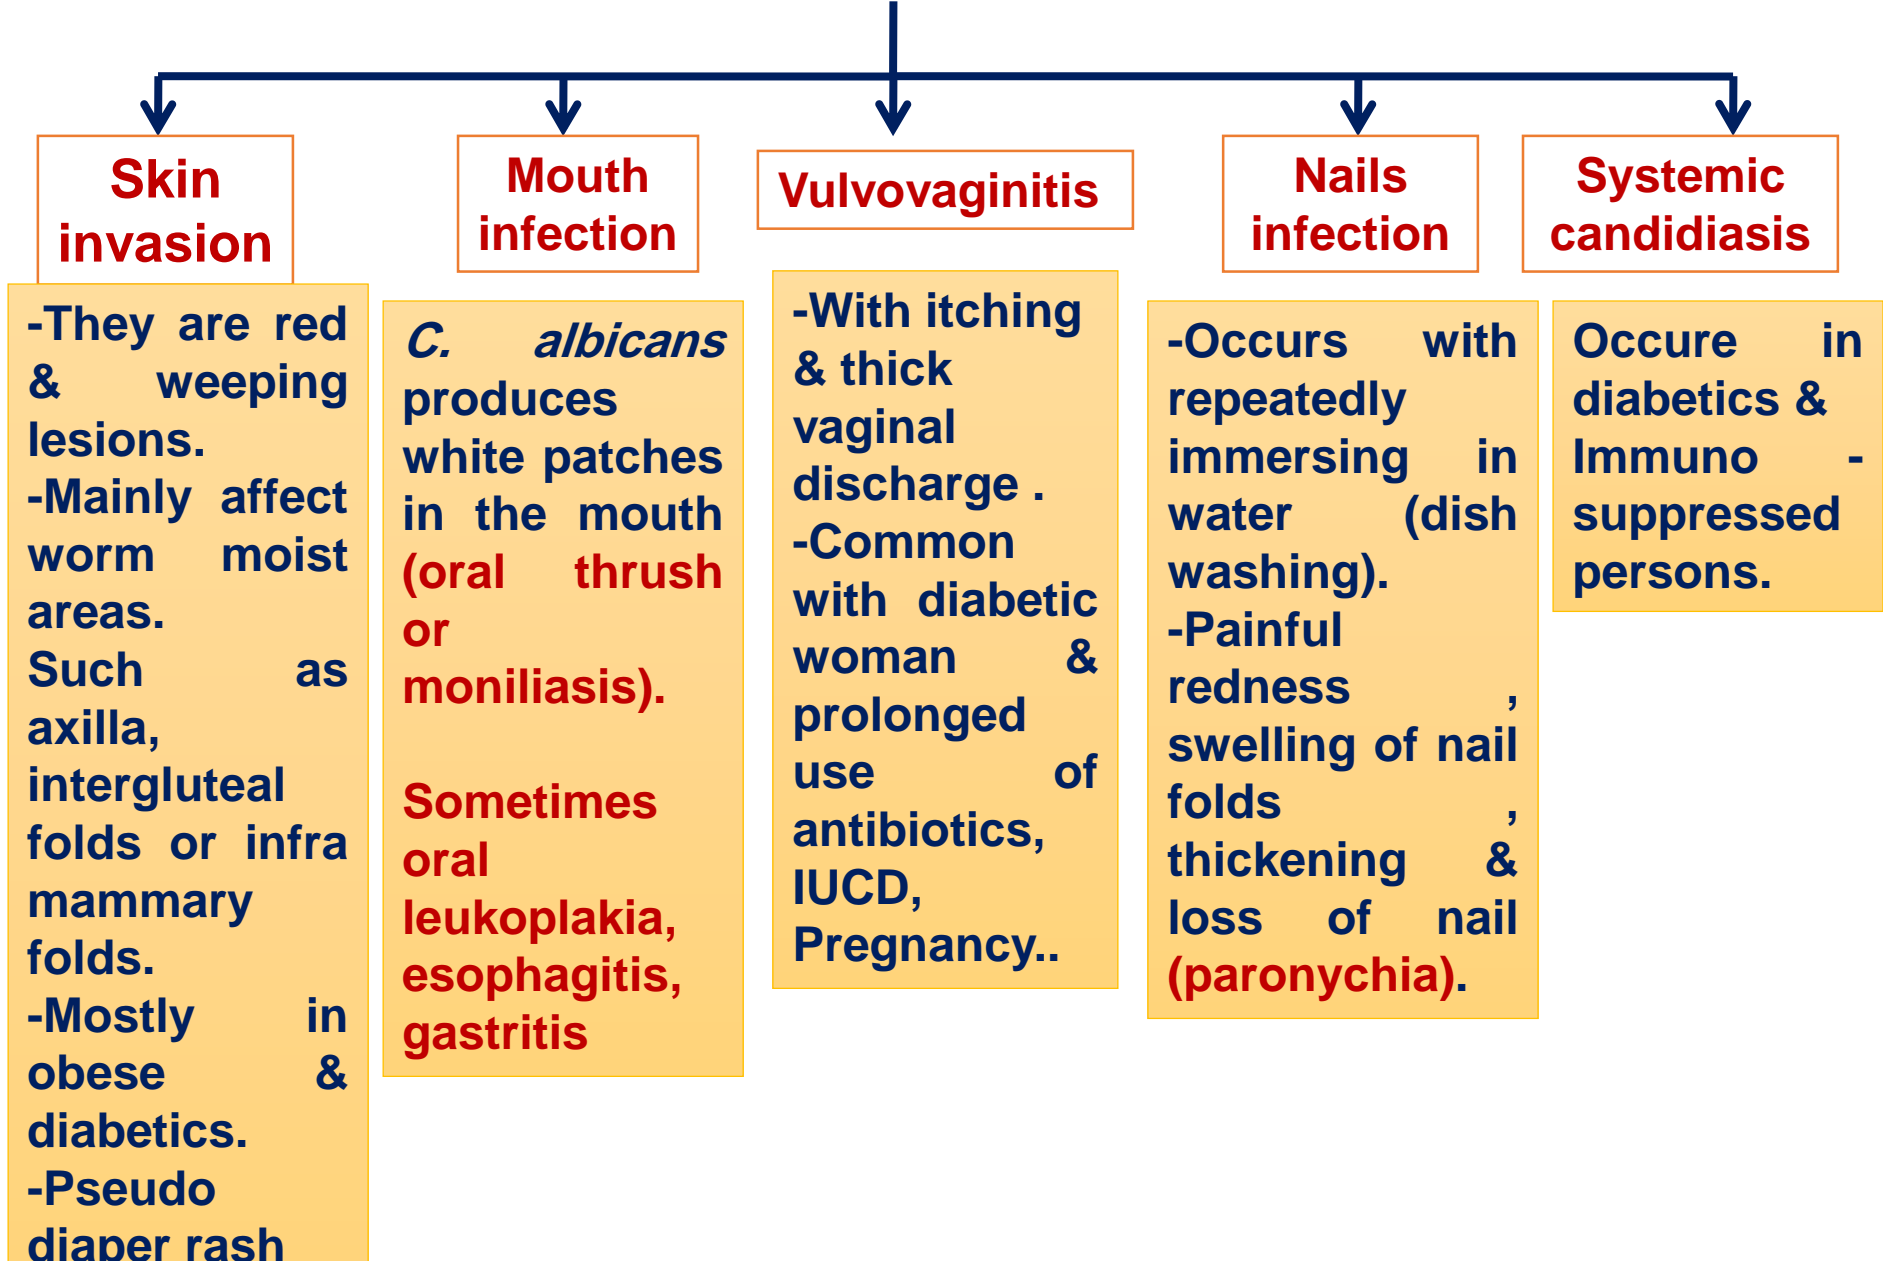 Skin
invasion
-They are red
& weeping
lesions.
-Mainly affect
worm moist
areas.
Such as
axilla,
intergluteal
folds or infra
mammary
folds.
-Mostly in
obese &
diabetics.
-Pseudo
diaper rash
Mouth
infection
C. albicans
produces
white patches
in the mouth
(oral thrush
or
moniliasis).
Sometimes
oral
leukoplakia,
esophagitis,
gastritis
Vulvovaginitis
-With itching
& thick
vaginal
discharge .
-Common
with diabetic
woman &
prolonged
use of
antibiotics,
IUCD,
Pregnancy..
Nails
infection
-Occurs with
repeatedly
immersing in
water (dish
washing).
-Painful
redness ,
swelling of nail
folds ,
thickening &
loss of nail
(paronychia).
Systemic
candidiasis
Occure in
diabetics &
Immuno -
suppressed
persons.